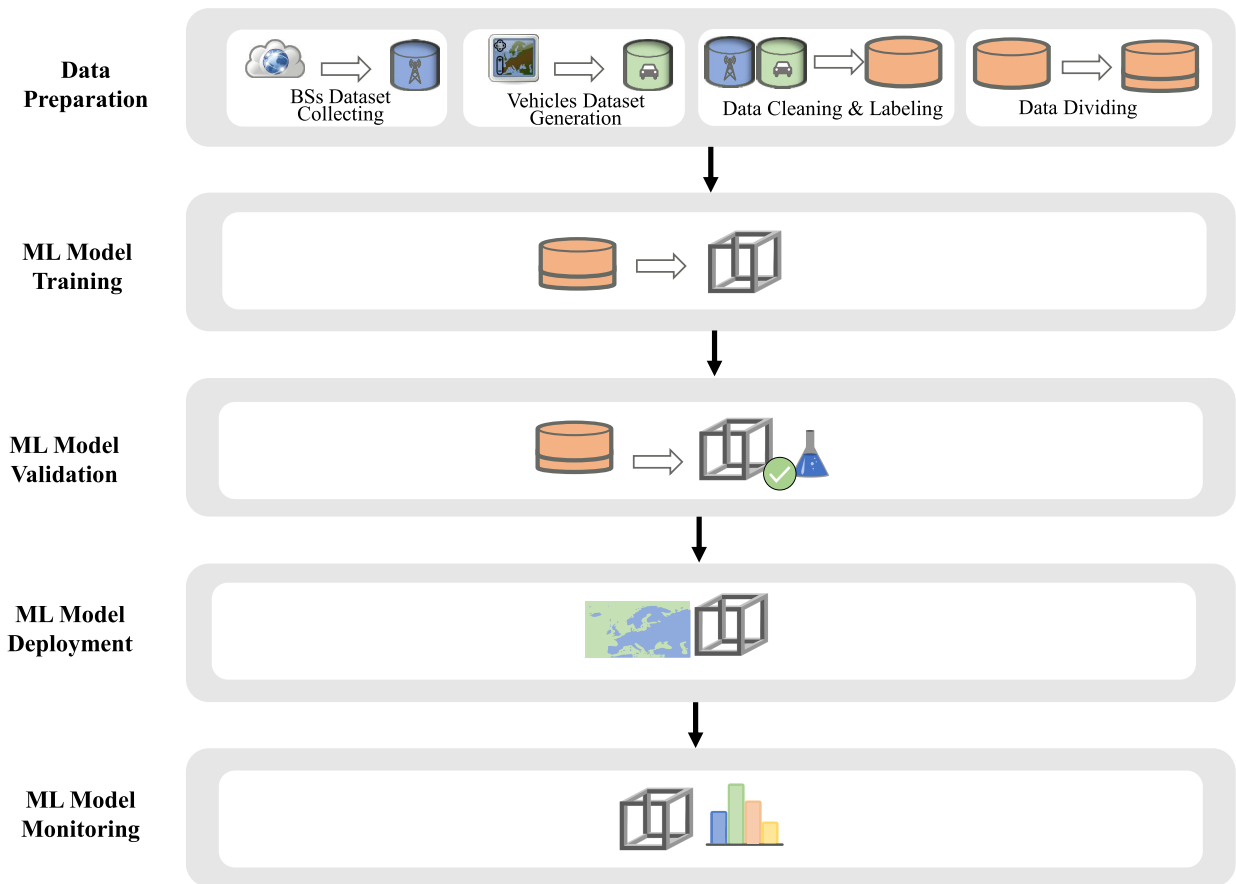 Data
Preparation
BSs Dataset
Collecting
Vehicles Dataset
Generation
Data Cleaning & Labeling
Data Dividing
ML Model
Training
ML Model
Validation
ML Model
Deployment
ML Model
Monitoring